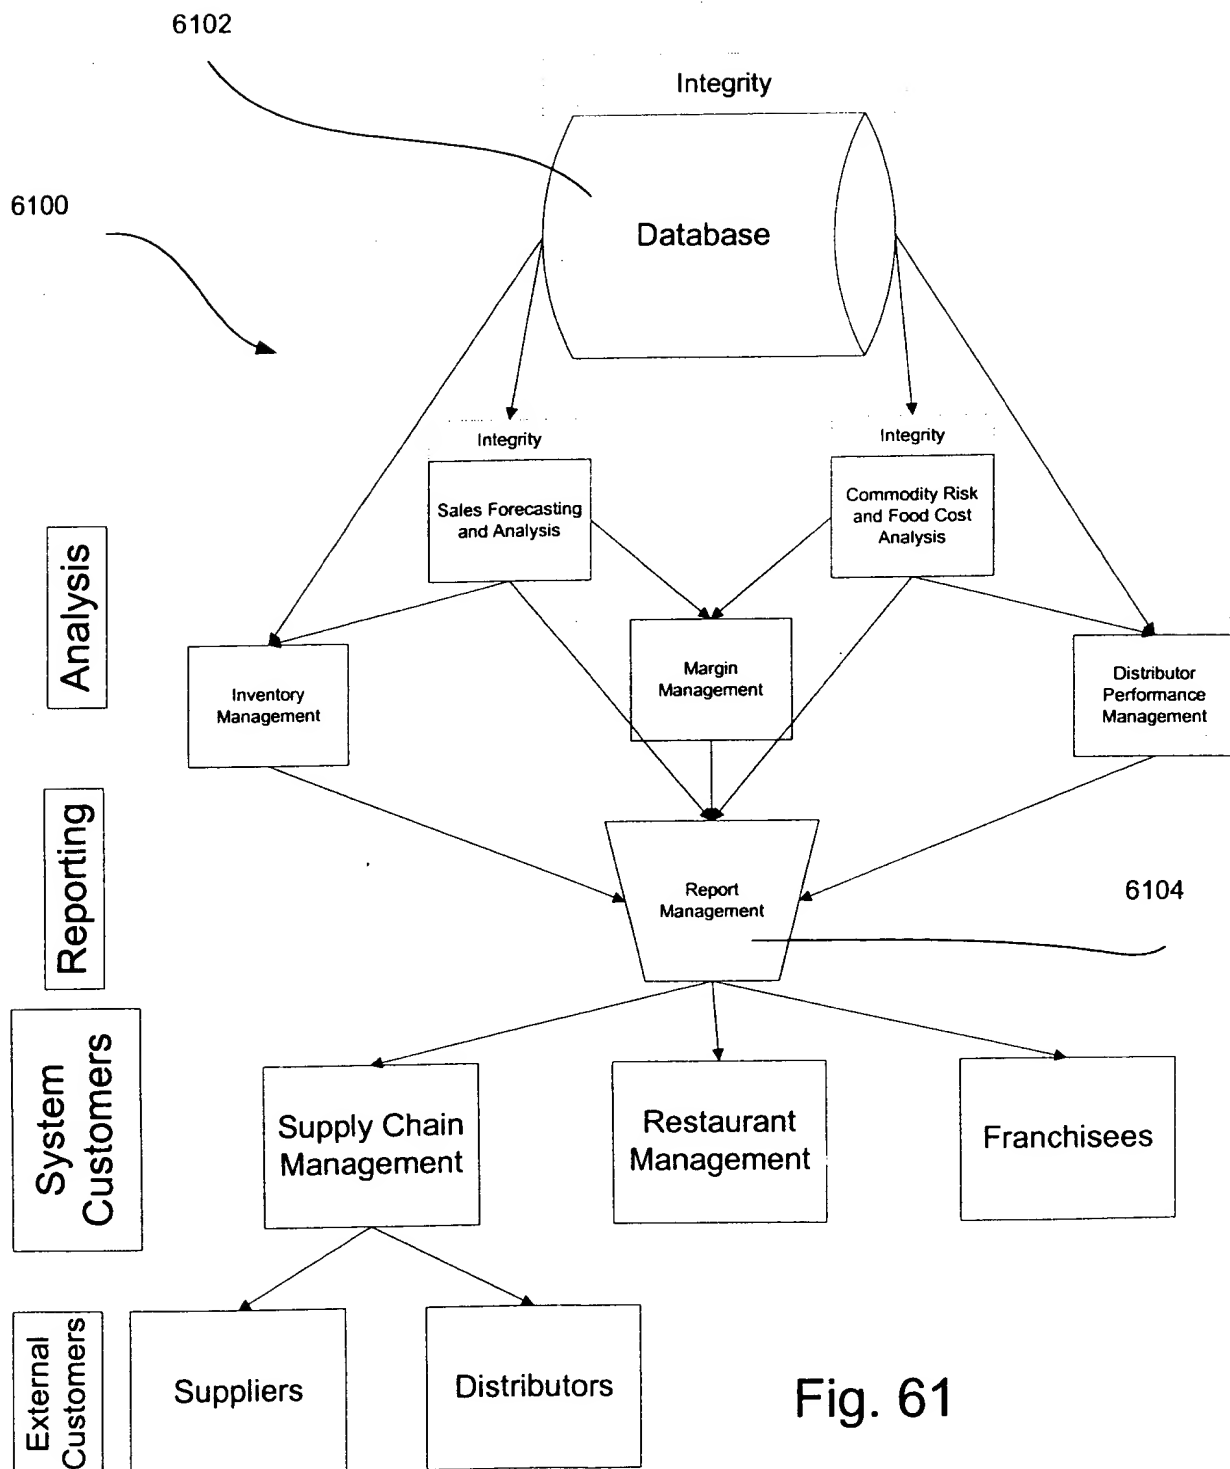 6102
Integrity
6100
Database
Integrity
Integrity
Sales Forecasting
and Analysis
Commodity Risk
and Food Cost
Analysis
Analysis
Inventory
Management
Margin
Management
Distributor
Performance
Management
Reporting
Report
Management
6104
System
Customers
Supply Chain
Management
Restaurant
Management
Franchisees
External
Customers
Suppliers
Distributors
Fig. 61